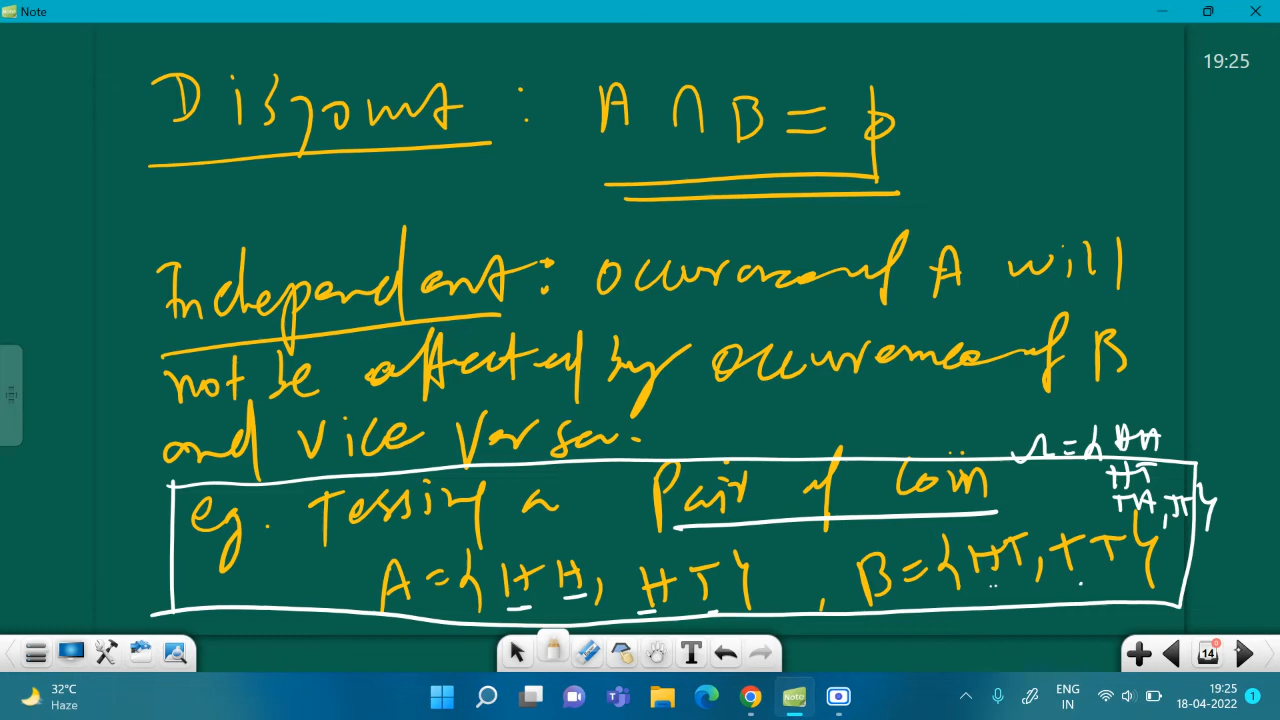 Note
19:25
Disjoint : A ∩ B = ϕ
Independent : occurance of A will
not be affected by occurence of B
and vice versa.
Ω = { HH
HT
TH, TT }
eg. Tossing a Pair of Coin
A = { HH, HT } , B = { HT, TT }
T
14
32°C
Haze
ENG
IN
19:25
18-04-2022
1